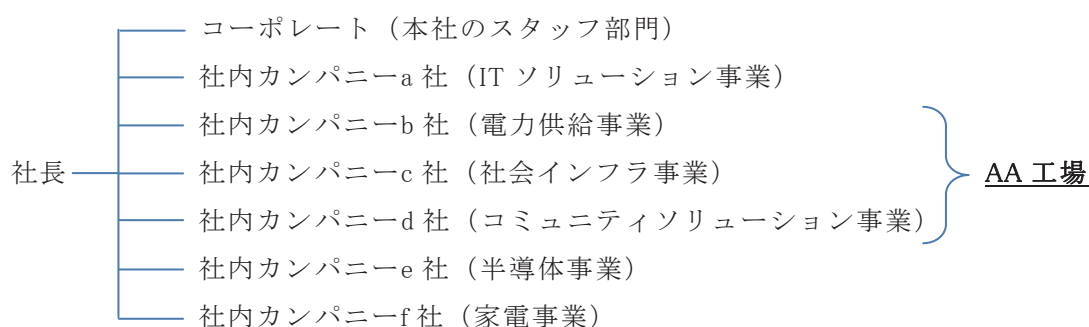 コーポレート（本社のスタッフ部門）
社内カンパニーa 社（IT ソリューション事業）
社内カンパニーb 社（電力供給事業）
社長
社内カンパニーc 社（社会インフラ事業）
AA 工場
社内カンパニーd 社（コミュニティソリューション事業）
社内カンパニーe 社（半導体事業）
社内カンパニーf 社（家電事業）